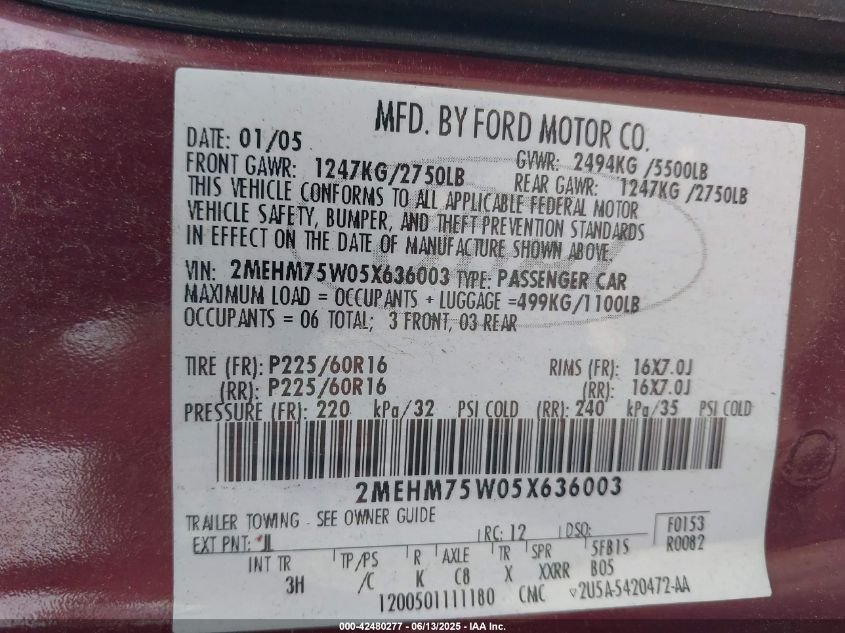 MFD. BY FORD MOTOR CO.
DATE: 01/05 GVWR: 2494KG /5500LB
FRONT GAWR: 1247KG/2750LB REAR GAWR: 1247KG /2750LB
THIS VEHICLE CONFORMS TO ALL APPLICABLE FEDERAL MOTOR
VEHICLE SAFETY, BUMPER, AND THEFT PREVENTION STANDARDS
IN EFFECT ON THE DATE OF MANUFACTURE SHOWN ABOVE.
VIN: 2MEHM75W05X636003 TYPE: PASSENGER CAR
MAXIMUM LOAD = OCCUPANTS + LUGGAGE =499KG/1100LB
OCCUPANTS = 06 TOTAL; 3 FRONT, 03 REAR
TIRE (FR): P225/60R16 RIMS (FR): 16X7.0J
(RR): P225/60R16 (RR): 16X7.0J
PRESSURE (FR): 220 kPa/32 PSI COLD (RR): 240 kPa/35 PSI COLD
2MEHM75W05X636003
TRAILER TOWING - SEE OWNER GUIDE
EXT PNT: RC: 12 DSO: F0153
R0082
INT TR TP/PS R AXLE TR SPR 5FB15
3H /C K C8 X XXRR B05
1200501111180 CMC 2U5A-5420472-AA
000-42480277 - 06/13/2025 - IAA Inc.